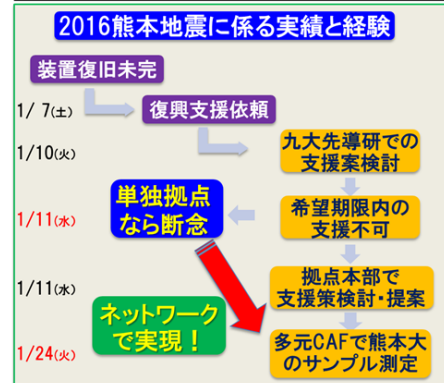 2016熊本地震に係る実績と経験
装置復旧未完
1/ 7(土)
復興支援依頼
1/10(火)
九大先導研での
支援案検討
単独拠点
なら断念
1/11(水)
希望期限内の
支援不可
1/11(水)
拠点本部で
支援策検討・提案
ネットワーク
で実現！
1/24(火)
多元CAFで熊本大
のサンプル測定